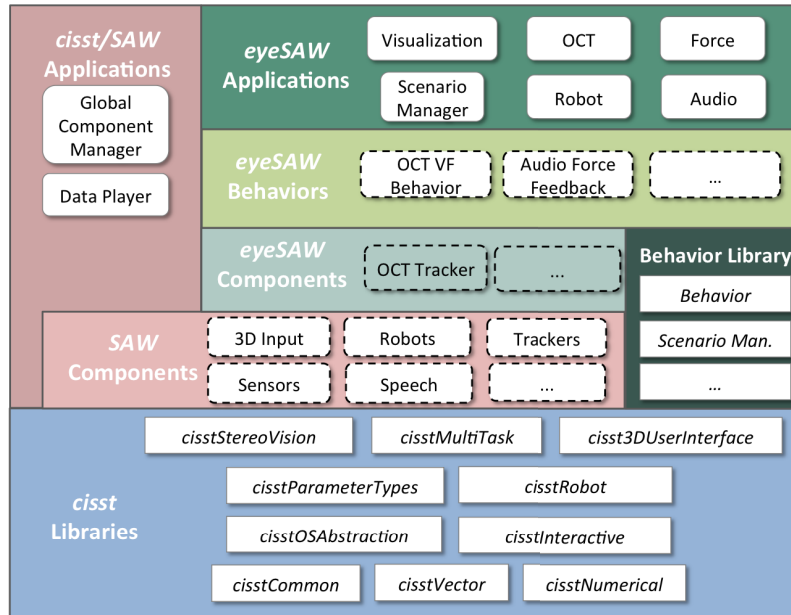 cisst/SAW
Applications
Global
Component
Manager
Data Player
eyeSAW
Applications
Visualization
OCT
Force
Scenario
Manager
Robot
Audio
eyeSAW
Behaviors
OCT VF
Behavior
Audio Force
Feedback
...
eyeSAW
Components
OCT Tracker
...
Behavior Library
Behavior
Scenario Man.
...
SAW
Components
3D Input
Robots
Trackers
Sensors
Speech
...
cisst
Libraries
cisstStereoVision
cisstMultiTask
cisst3DUserInterface
cisstParameterTypes
cisstRobot
cisstOSAbstraction
cisstInteractive
cisstCommon
cisstVector
cisstNumerical